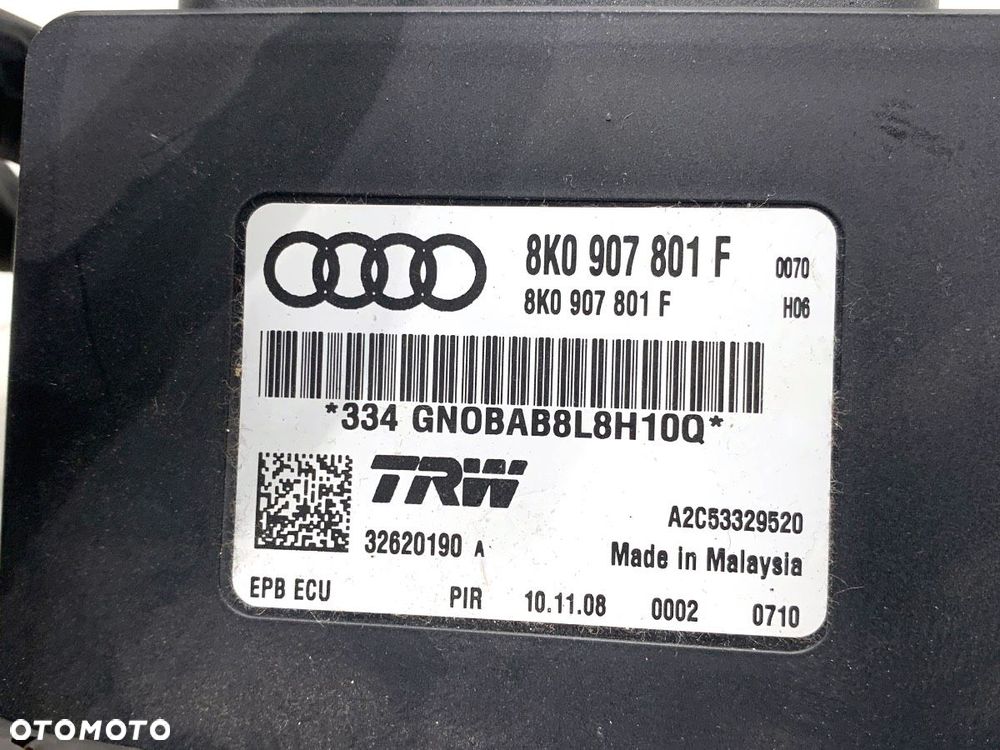 8K0 907 801 F 0070
8K0 907 801 F H06
*334 GNOBAB8L8H10Q*
TRW
A2C53329520
32620190 A Made in Malaysia
EPB ECU PIR 10.11.08 0002 0710
OTOMOTO